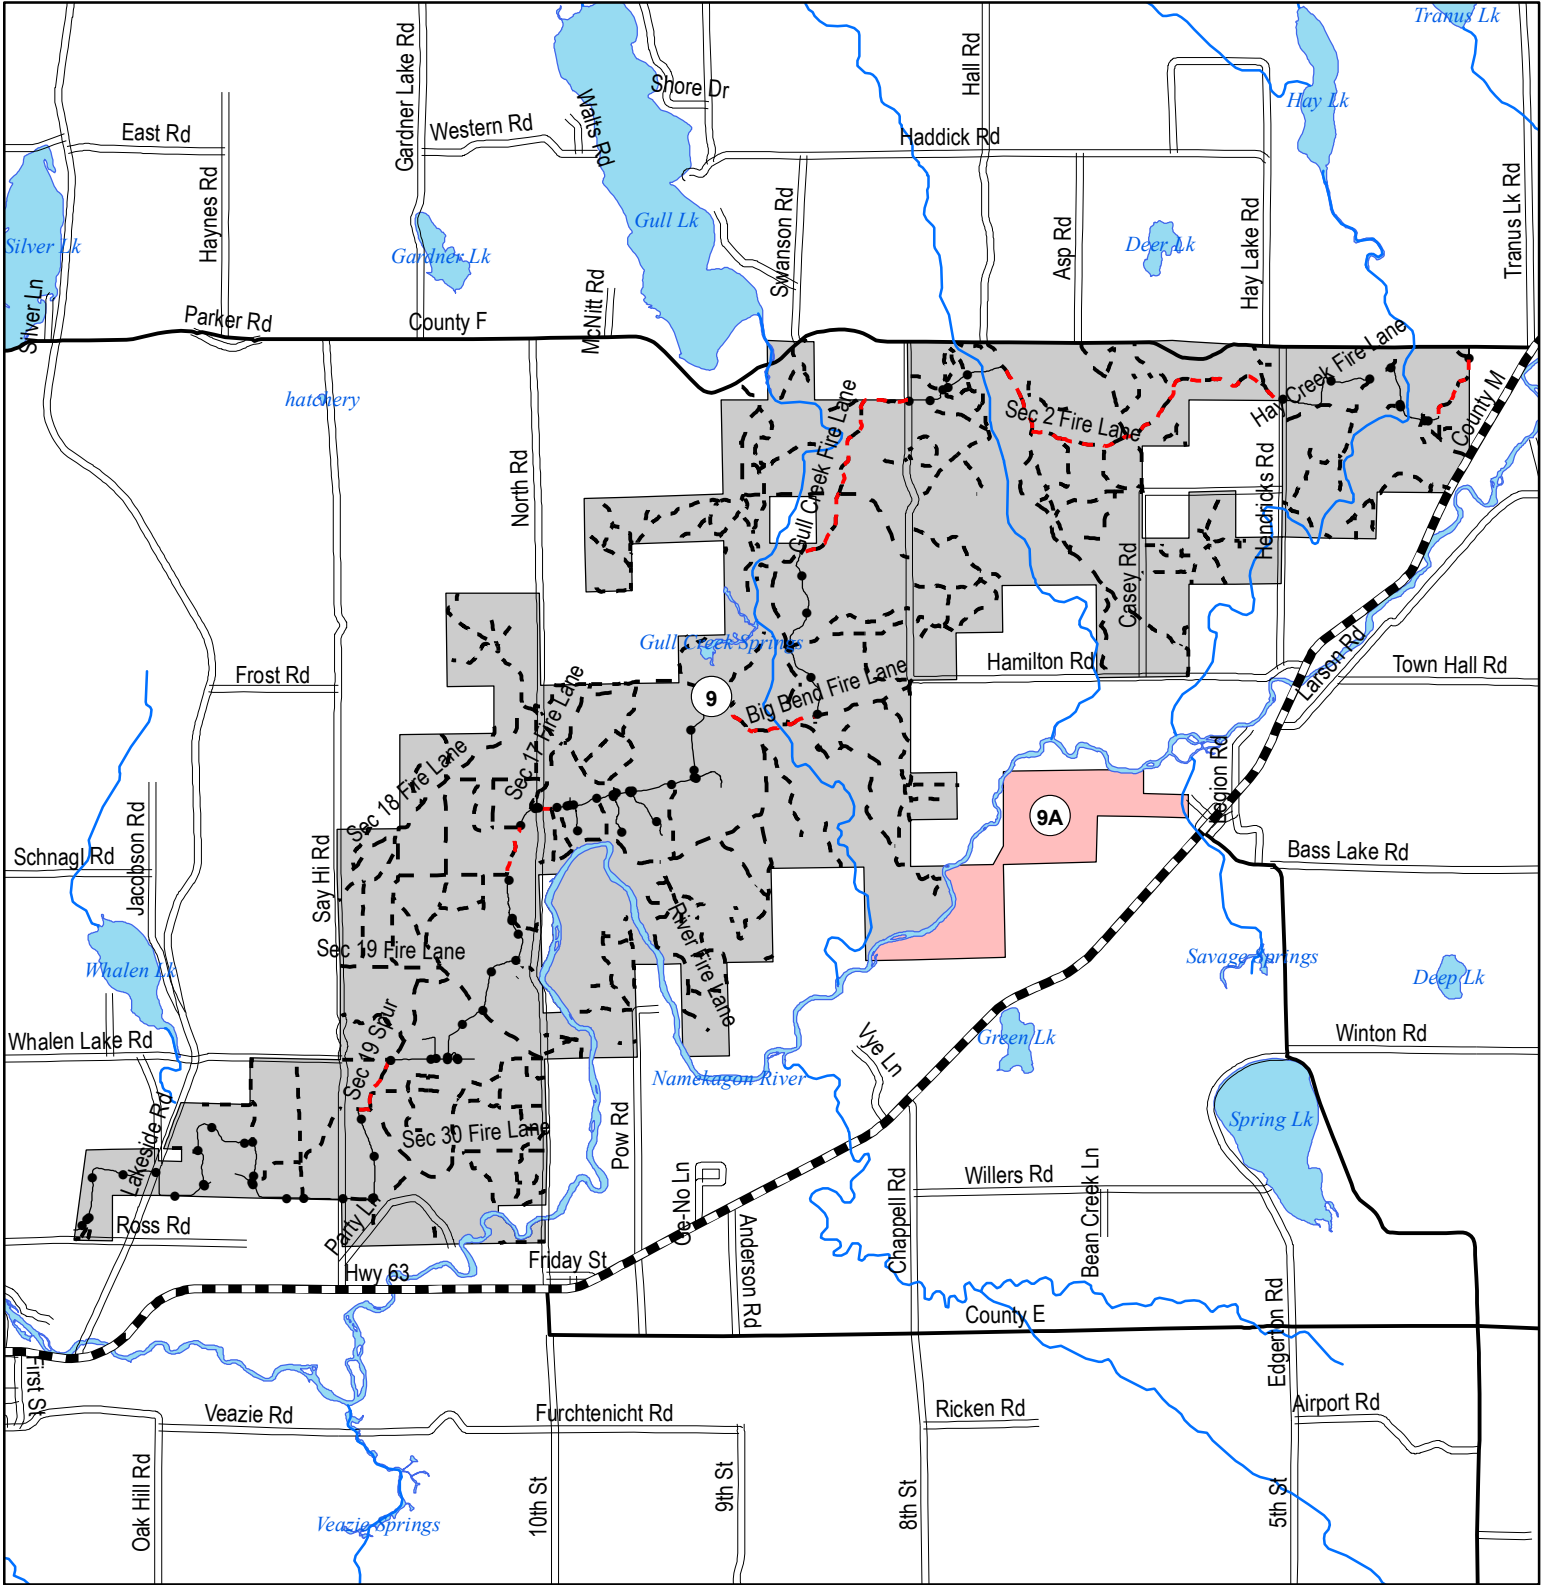 Tranus Lk
Gardner Lake Rd
Hall Rd
Shore Dr
Hay Lk
Walts Rd
East Rd
Western Rd
Haddick Rd
Haynes Rd
Swanson Rd
Asp Rd
Hay Lake Rd
Tranus Lk Rd
Gull Lk
Silver Lk
Gardner Lk
Deer Lk
Silver Ln
McNitt Rd
Parker Rd
County F
hatchery
Hay Creek Fire Lane
Gull Creek Fire Lane
Sec 2 Fire Lane
County M
North Rd
Hendricks Rd
Casey Rd
Gull Creek Springs
Frost Rd
Hamilton Rd
Larson Rd
Town Hall Rd
9
Big Bend Fire Lane
Sec 17 Fire Lane
Sec 18 Fire Lane
Legion Rd
9A
Schnagl Rd
Jacobson Rd
Say Hi Rd
Bass Lake Rd
Sec 19 Fire Lane
River Fire Lane
Whalen Lk
Savage Springs
Deep Lk
Whalen Lake Rd
Sec 19 Spur
Vye Ln
Green Lk
Winton Rd
Namekagon River
Lakeside Rd
Sec 30 Fire Lane
Pow Rd
Spring Lk
Willers Rd
Ross Rd
Party Ln
Ge-No Ln
Anderson Rd
Chappell Rd
Bean Creek Ln
Hwy 63
Friday St
County E
Edgerton Rd
First St
Veazie Rd
Furchtenicht Rd
Ricken Rd
Airport Rd
Oak Hill Rd
10th St
9th St
8th St
5th St
Veazie Springs